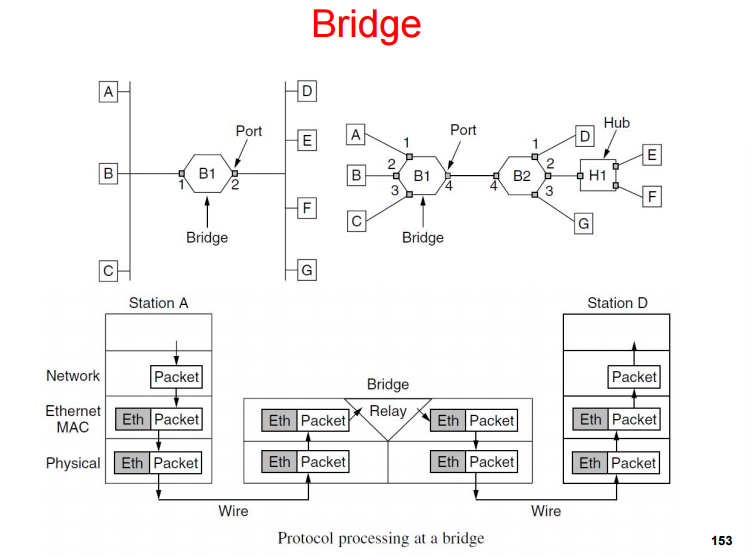 Bridge
A
B
C
1
B1
2
Port
Bridge
D
E
F
G
A
B
C
1
2
3
B1
4
Port
Bridge
4
B2
1
2
3
D
G
Hub
H1
E
F
Station A
Station D
Network
Packet
Packet
Bridge
Ethernet
MAC
Eth Packet
Eth Packet
Relay
Eth Packet
Eth Packet
Physical
Eth Packet
Eth Packet
Eth Packet
Eth Packet
Wire
Wire
Protocol processing at a bridge
153